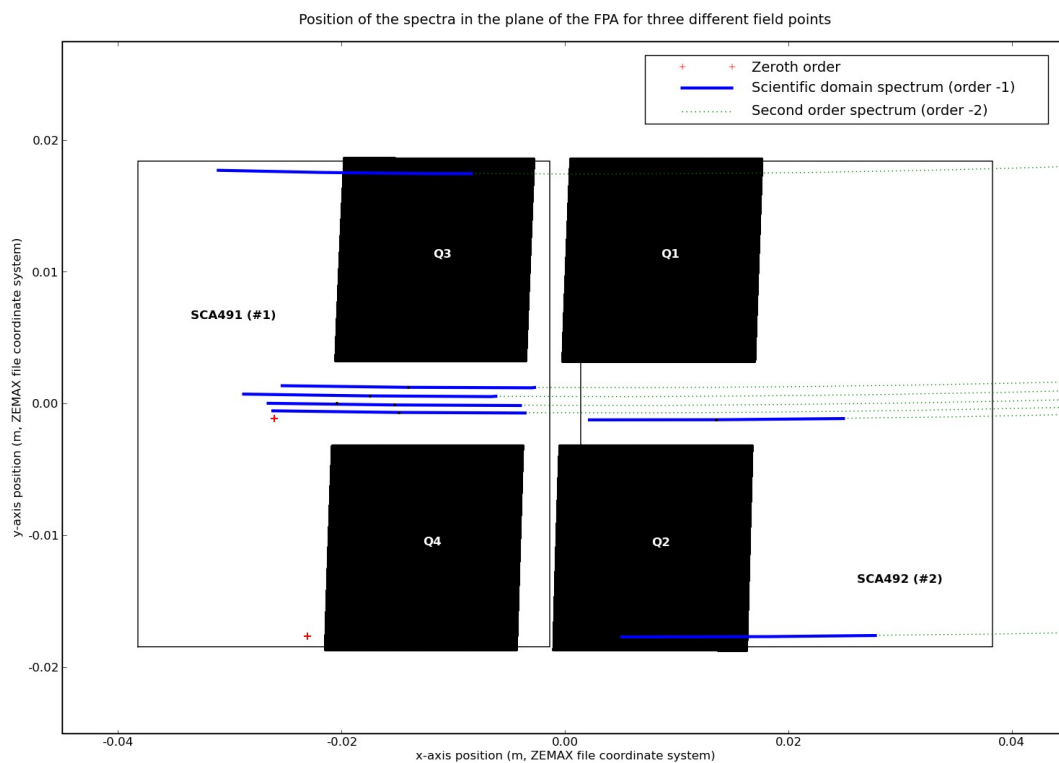 Position of the spectra in the plane of the FPA for three different field points
Zeroth order
Scientific domain spectrum (order -1)
Second order spectrum (order -2)
0.02
0.01
0.00
-0.01
-0.02
y-axis position (m, ZEMAX file coordinate system)
Q3
Q1
SCA491 (#1)
Q4
Q2
SCA492 (#2)
-0.04
-0.02
0.00
0.02
0.04
x-axis position (m, ZEMAX file coordinate system)